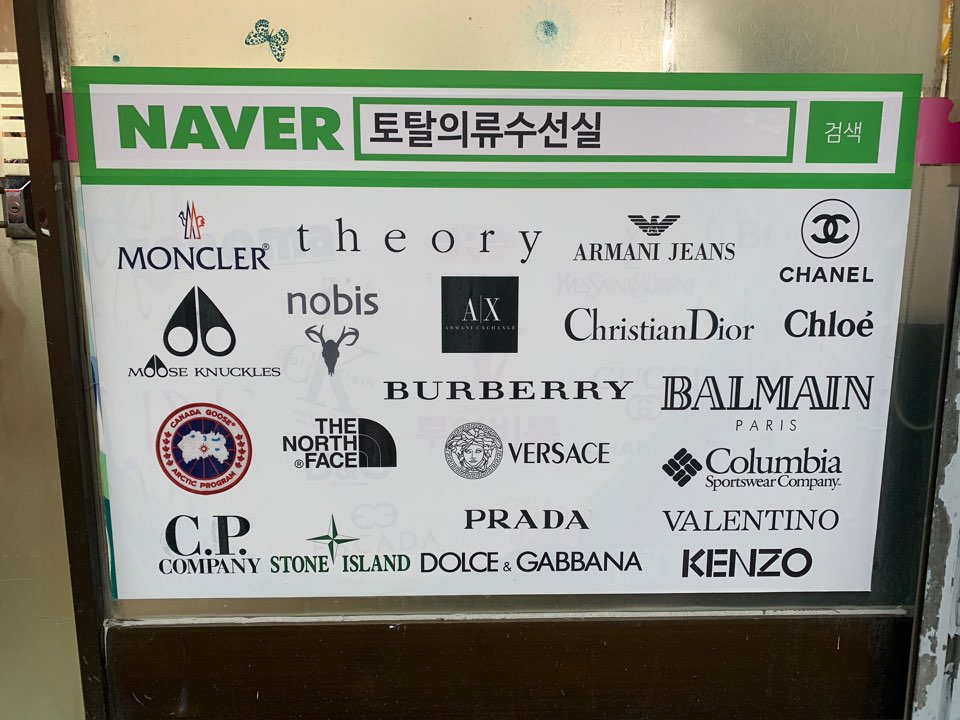 NAVER 토탈의류수선실 검색
MONCLER®
theory
ARMANI JEANS
CHANEL
MOOSE KNUCKLES
nobis
A|X
ARMANI EXCHANGE
Christian Dior
Chloé
BURBERRY
BALMAIN
PARIS
CANADA GOOSE®
ARCTIC PROGRAM
THE
NORTH
®FACE
VERSACE
Columbia
Sportswear Company.
C.P.
COMPANY
STONE ISLAND
PRADA
DOLCE & GABBANA
VALENTINO
KENZO